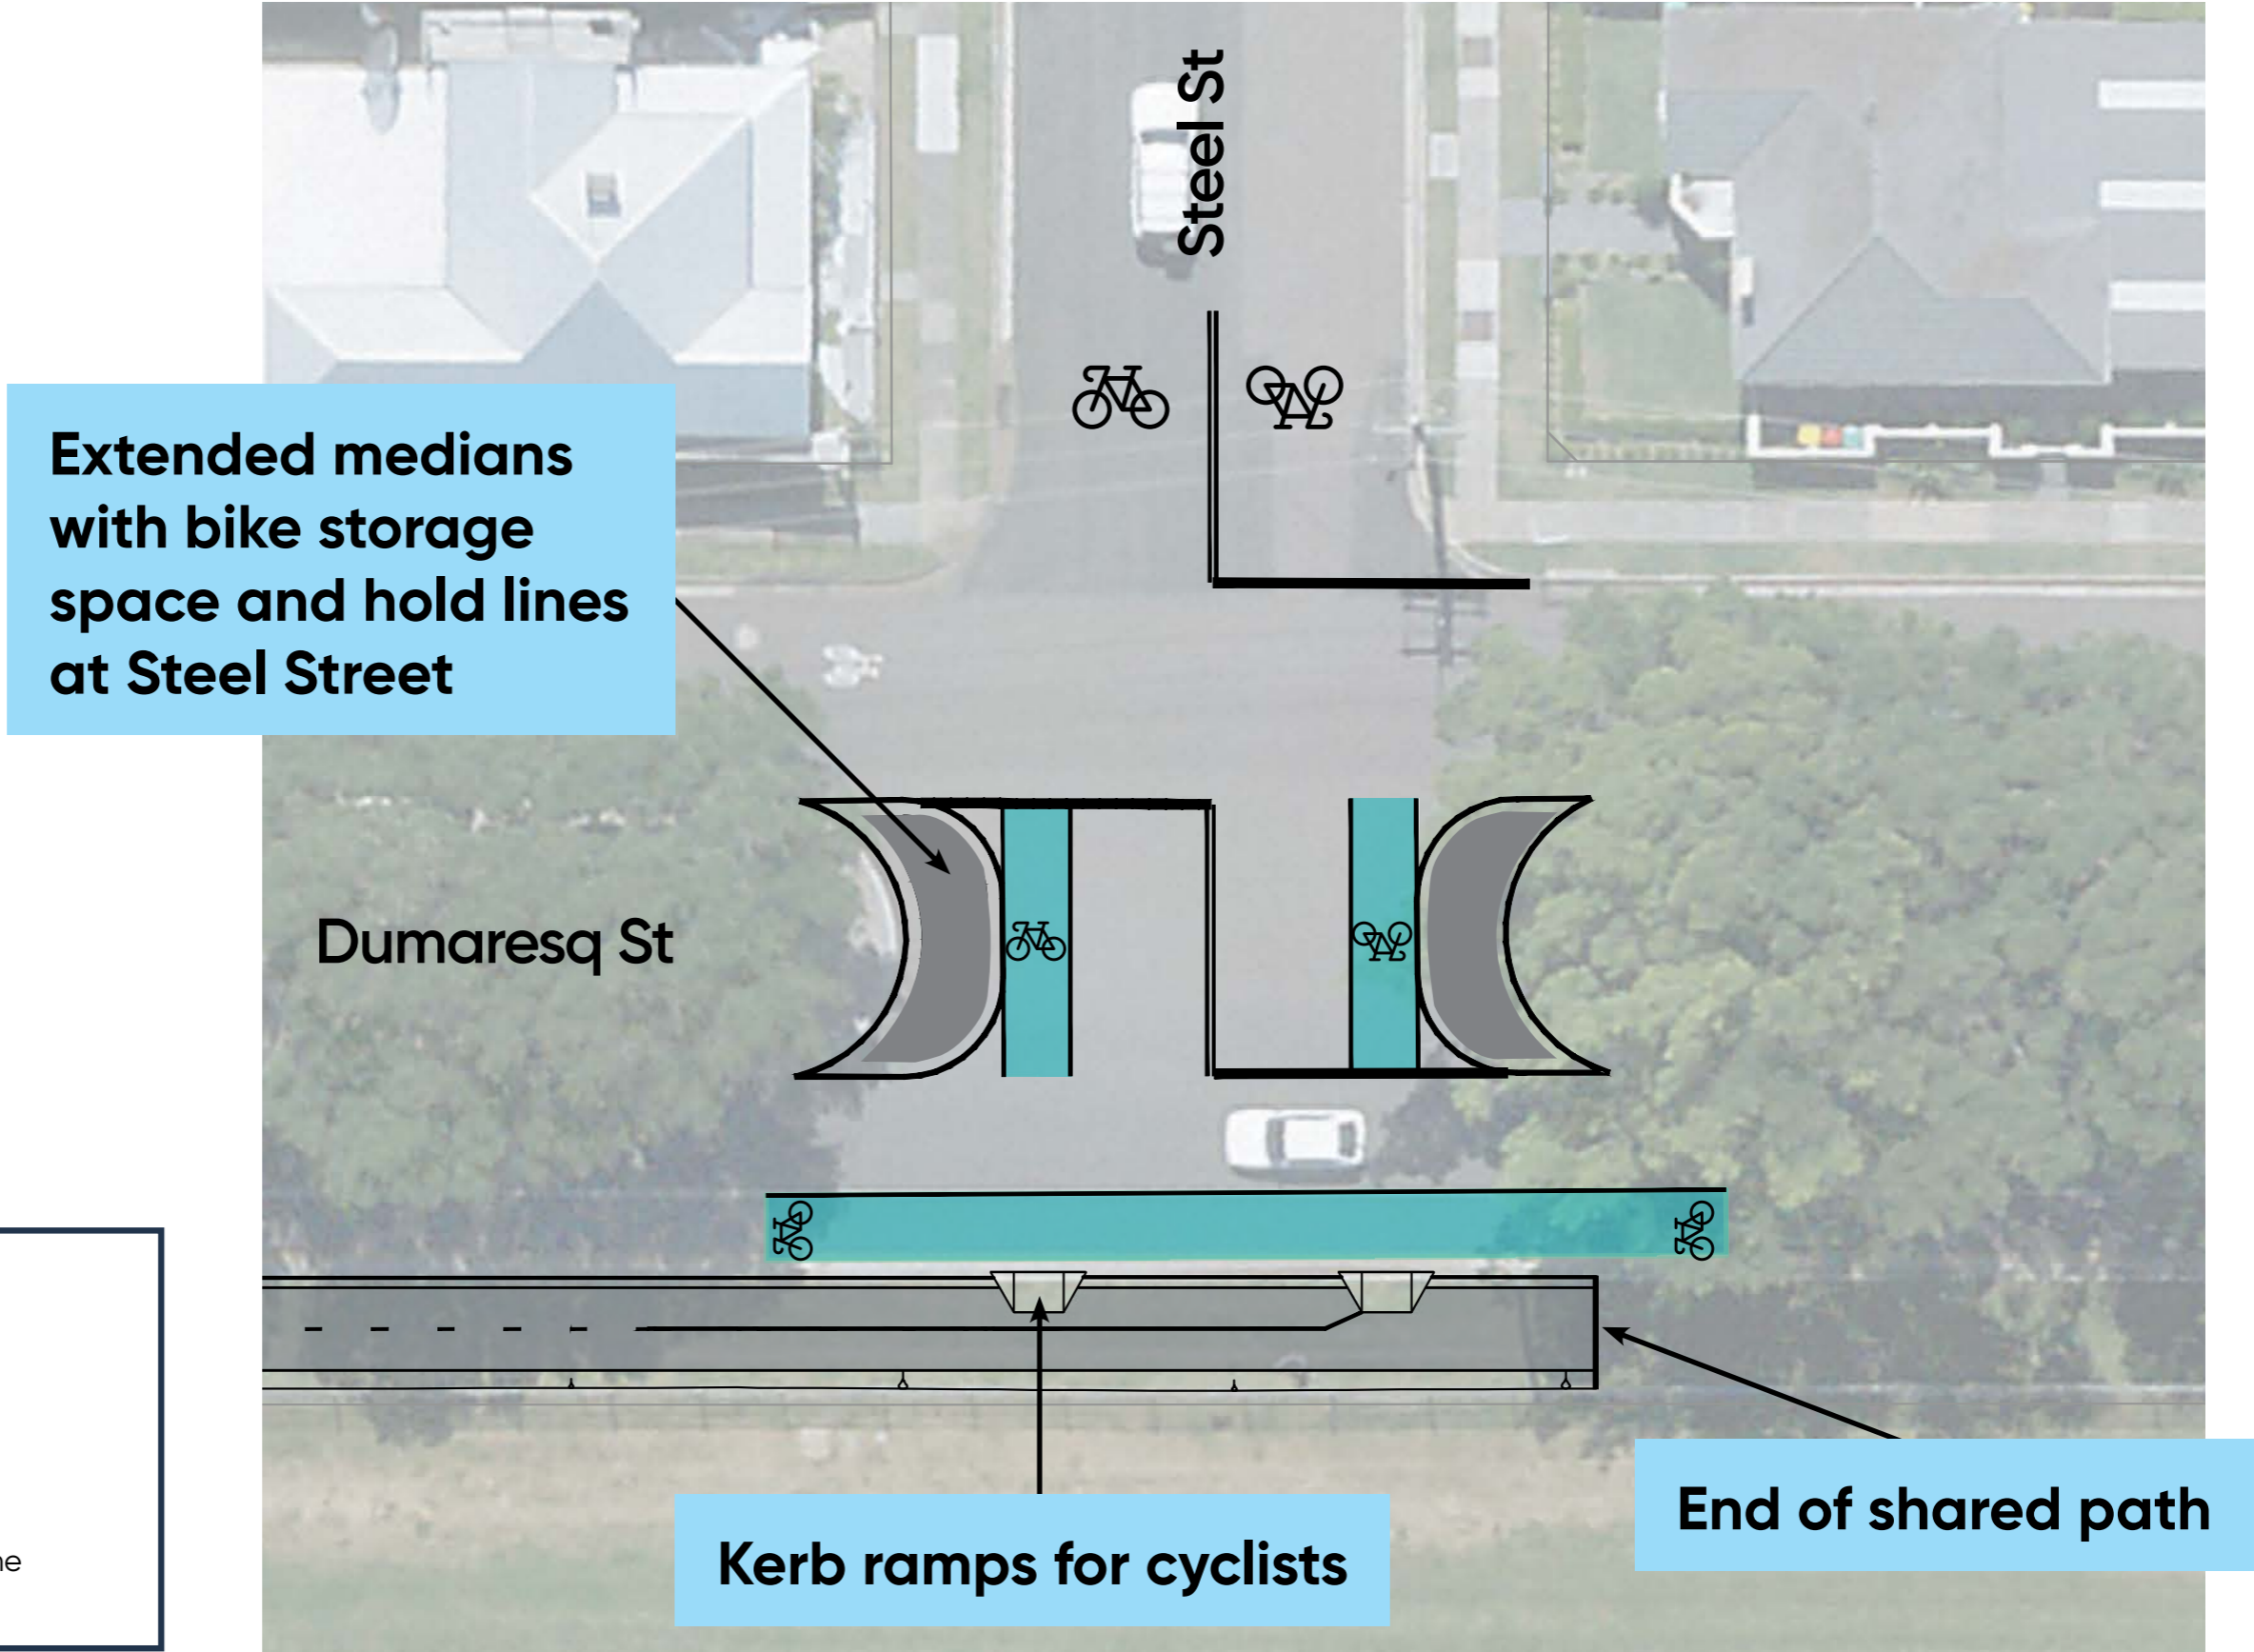 Steel St
Extended medians
with bike storage
space and hold lines
at Steel Street
Dumaresq St
End of shared path
Kerb ramps for cyclists